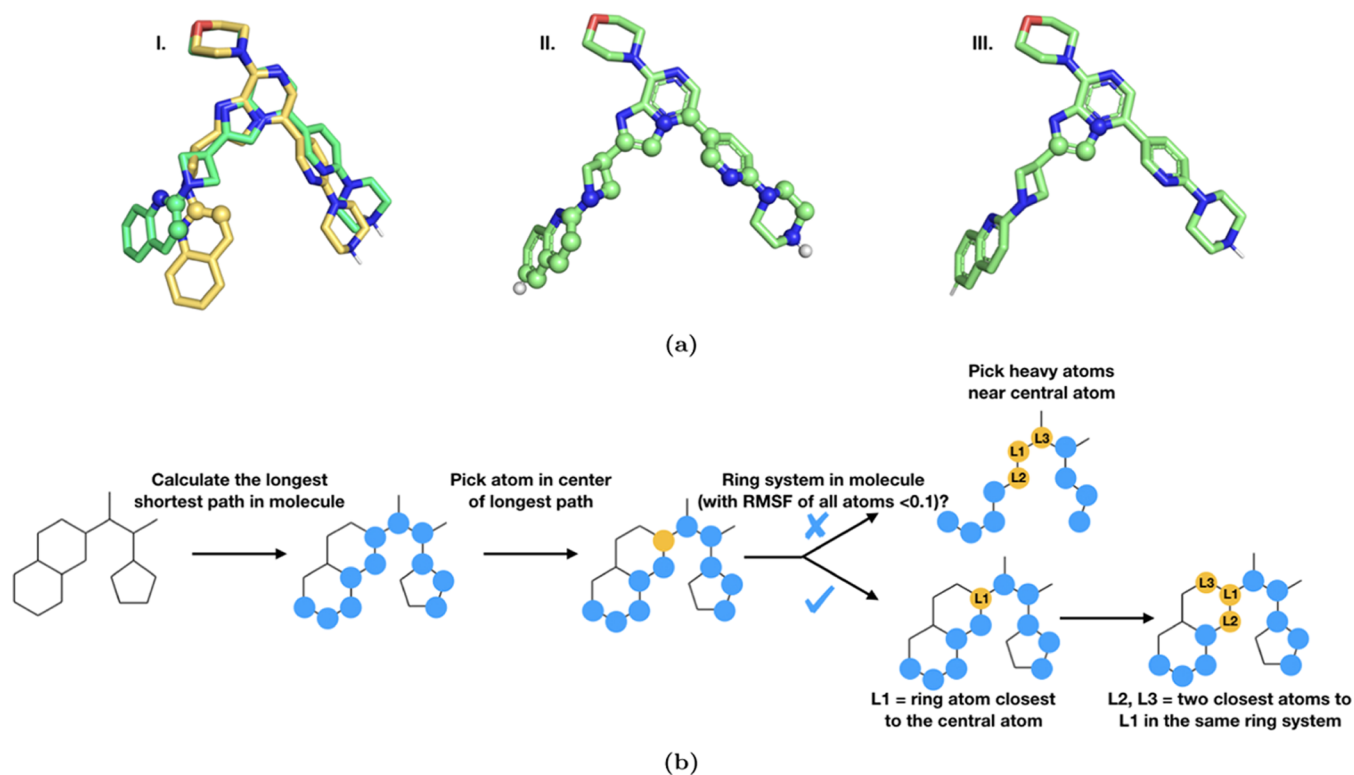 I.
II.
III.
(a)
Pick heavy atoms
near central atom
L3
L1
L2
Calculate the longest
shortest path in molecule
Pick atom in center
of longest path
Ring system in molecule
(with RMSF of all atoms <0.1)?
L1
L3
L1
L2
L1 = ring atom closest
to the central atom
L2, L3 = two closest atoms to
L1 in the same ring system
(b)